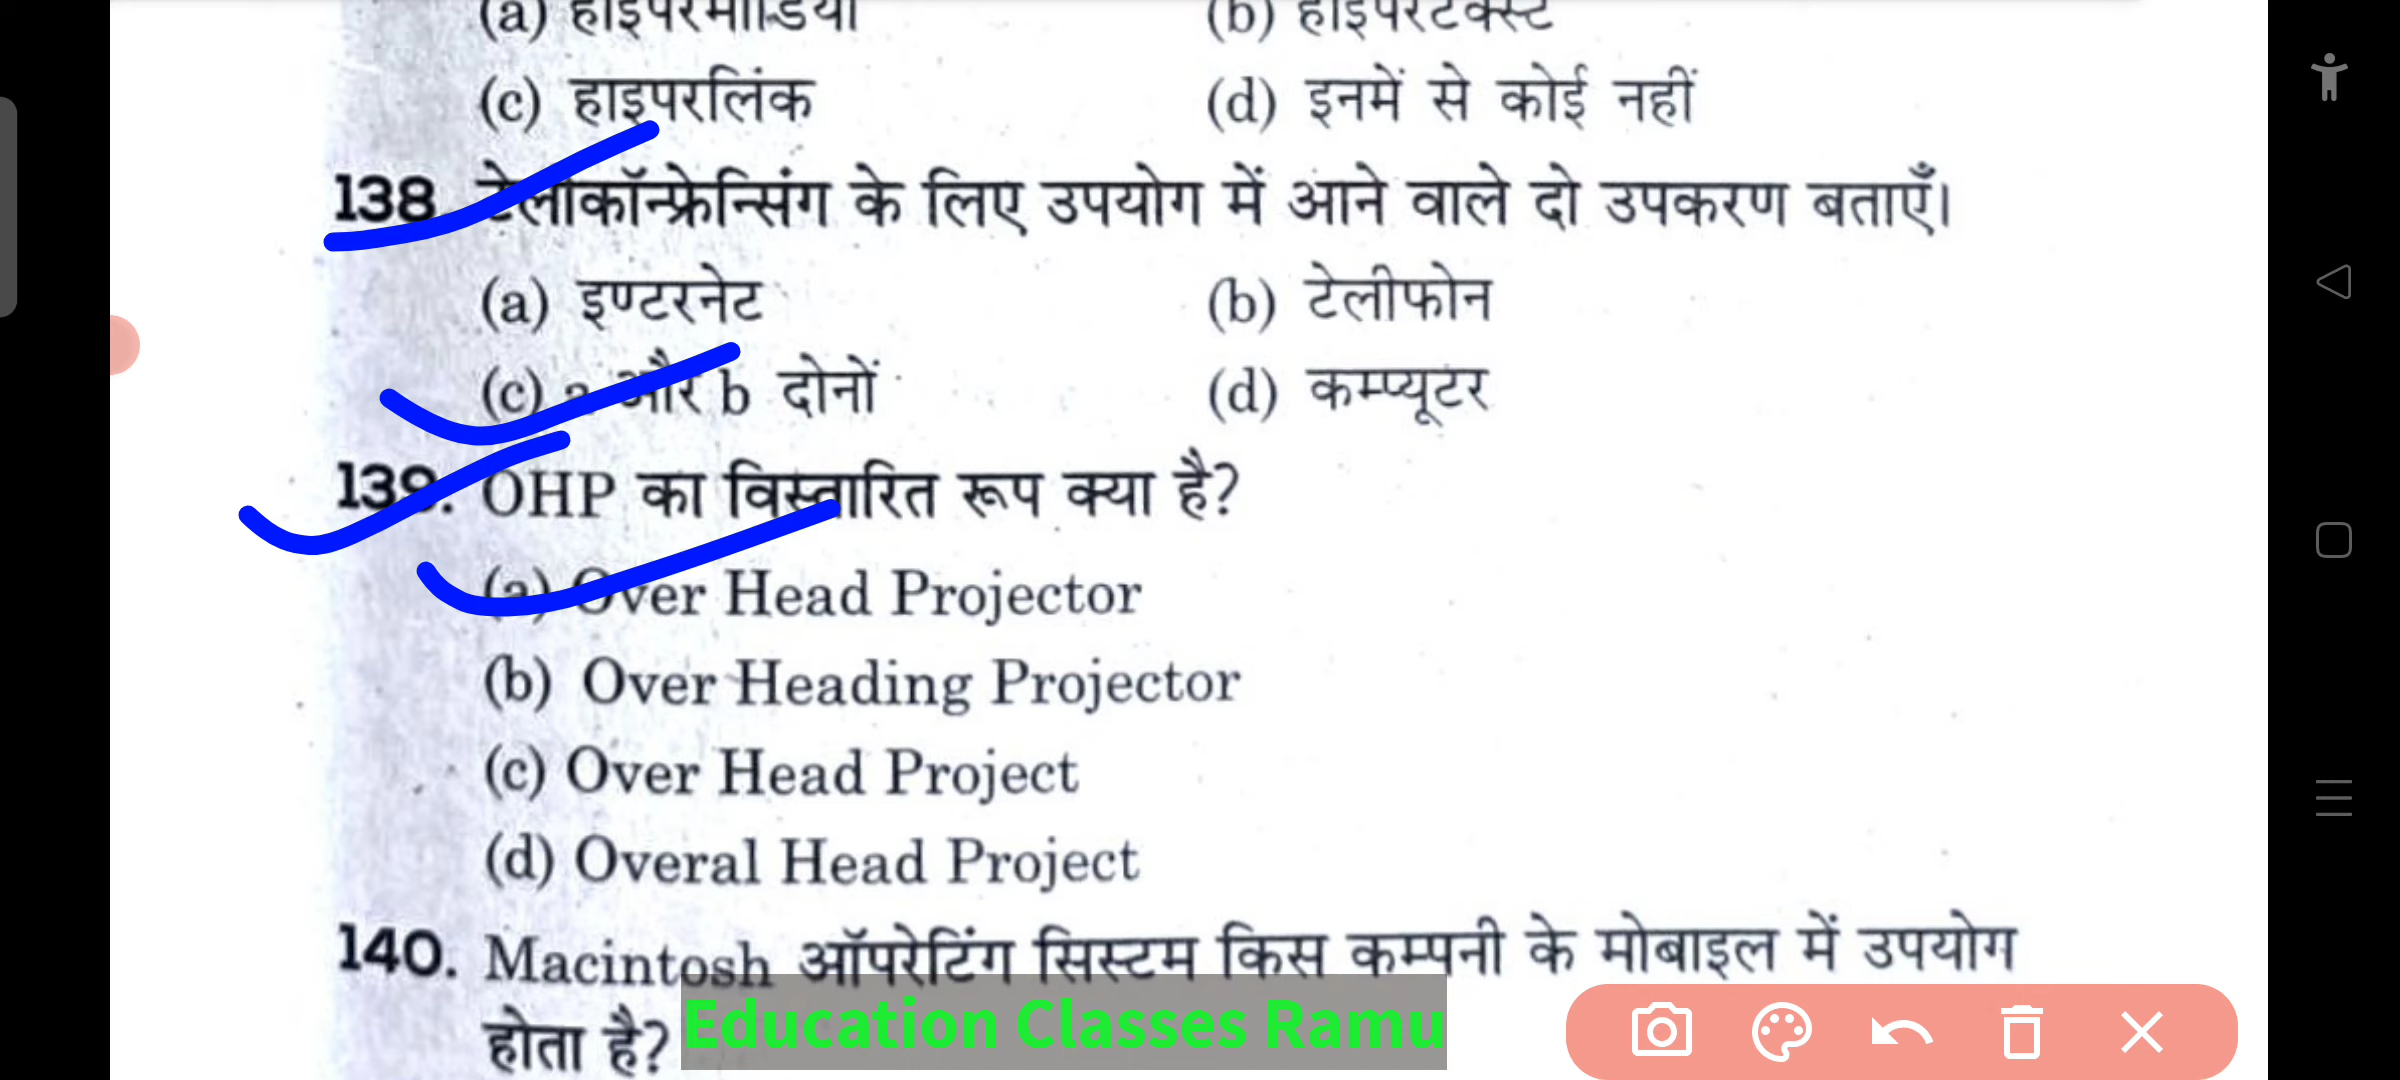 (a) हाइपरमीडिया (b) हाइपरटेक्स्ट
(c) हाइपरलिंक (d) इनमें से कोई नहीं
138. टेलीकॉन्फ्रेन्सिंग के लिए उपयोग में आने वाले दो उपकरण बताएँ।
(a) इण्टरनेट (b) टेलीफोन
(c) a और b दोनों (d) कम्प्यूटर
139. OHP का विस्तारित रूप क्या है?
(a) Over Head Projector
(b) Over Heading Projector
(c) Over Head Project
(d) Overal Head Project
140. Macintosh ऑपरेटिंग सिस्टम किस कम्पनी के मोबाइल में उपयोग
होता है?
Education Classes Ramu